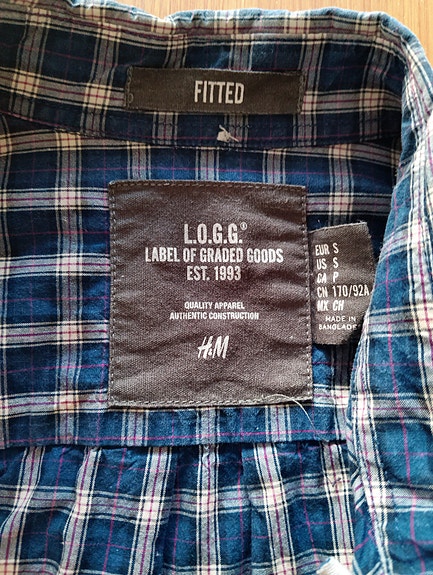 FITTED
L.O.G.G.®
LABEL OF GRADED GOODS
EST. 1993
QUALITY APPAREL
AUTHENTIC CONSTRUCTION
H&M
EUR S
US S
CA P
CN 170/92A
MX CH
MADE IN
BANGLADE